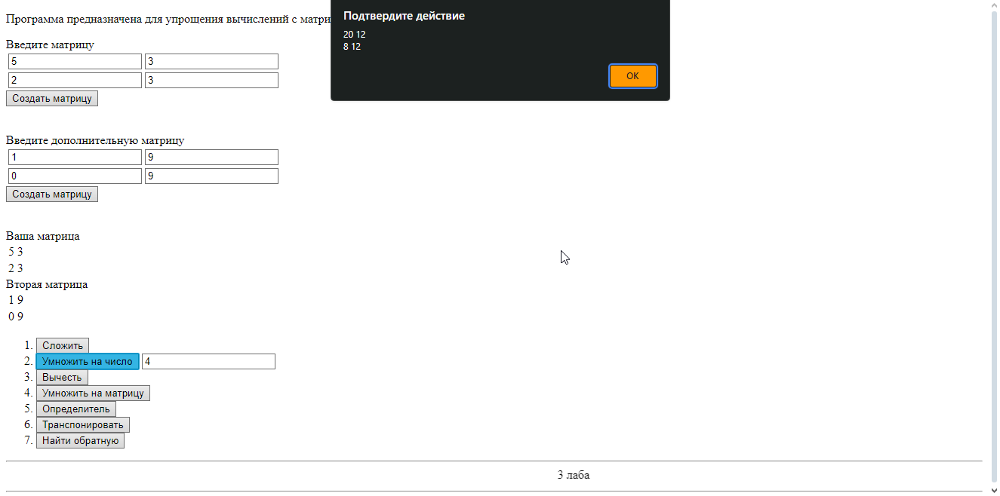 Программа предназначена для упрощения вычислений с матри
Подтвердите действие
20 12
8 12
OK
Введите матрицу
5 3
2 3
Создать матрицу
Введите дополнительную матрицу
1 9
0 9
Создать матрицу
Ваша матрица
5 3
2 3
Вторая матрица
1 9
0 9
1. Сложить
2. Умножить на число 4
3. Вычесть
4. Умножить на матрицу
5. Определитель
6. Транспонировать
7. Найти обратную
3 лаба